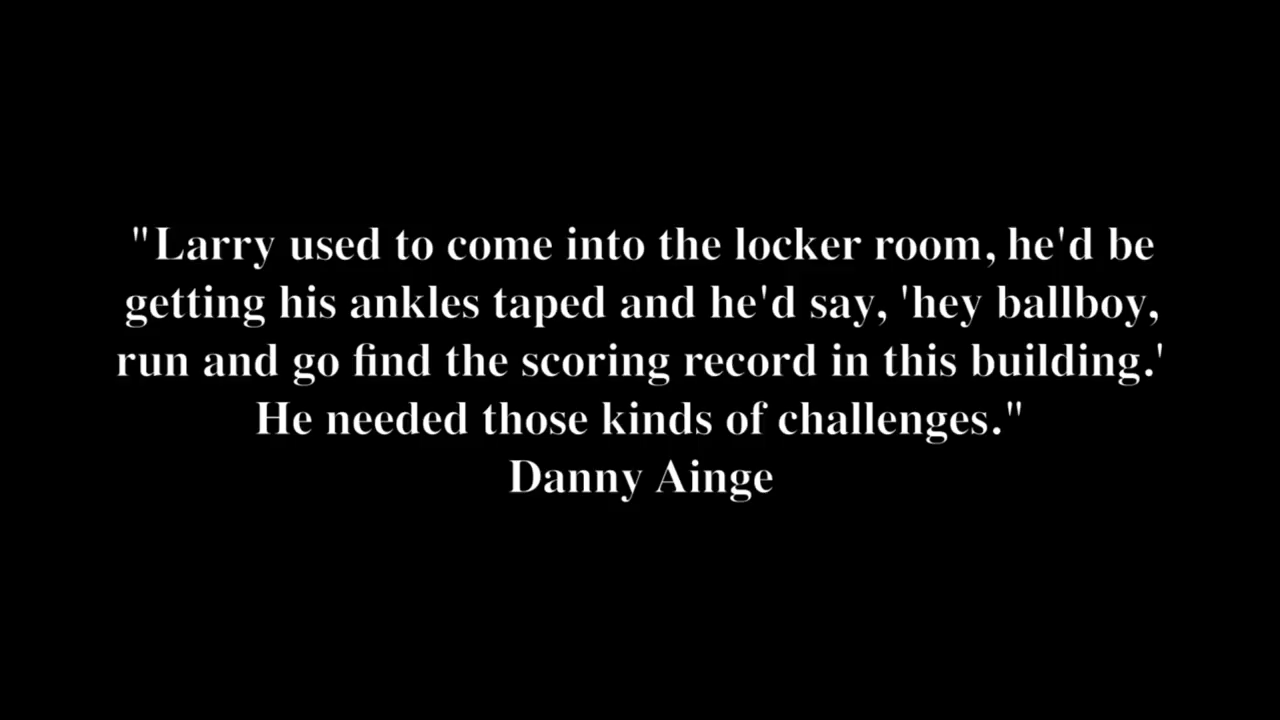 "Larry used to come into the locker room, he'd be
getting his ankles taped and he'd say, 'hey ballboy,
run and go find the scoring record in this building.'
He needed those kinds of challenges."
Danny Ainge